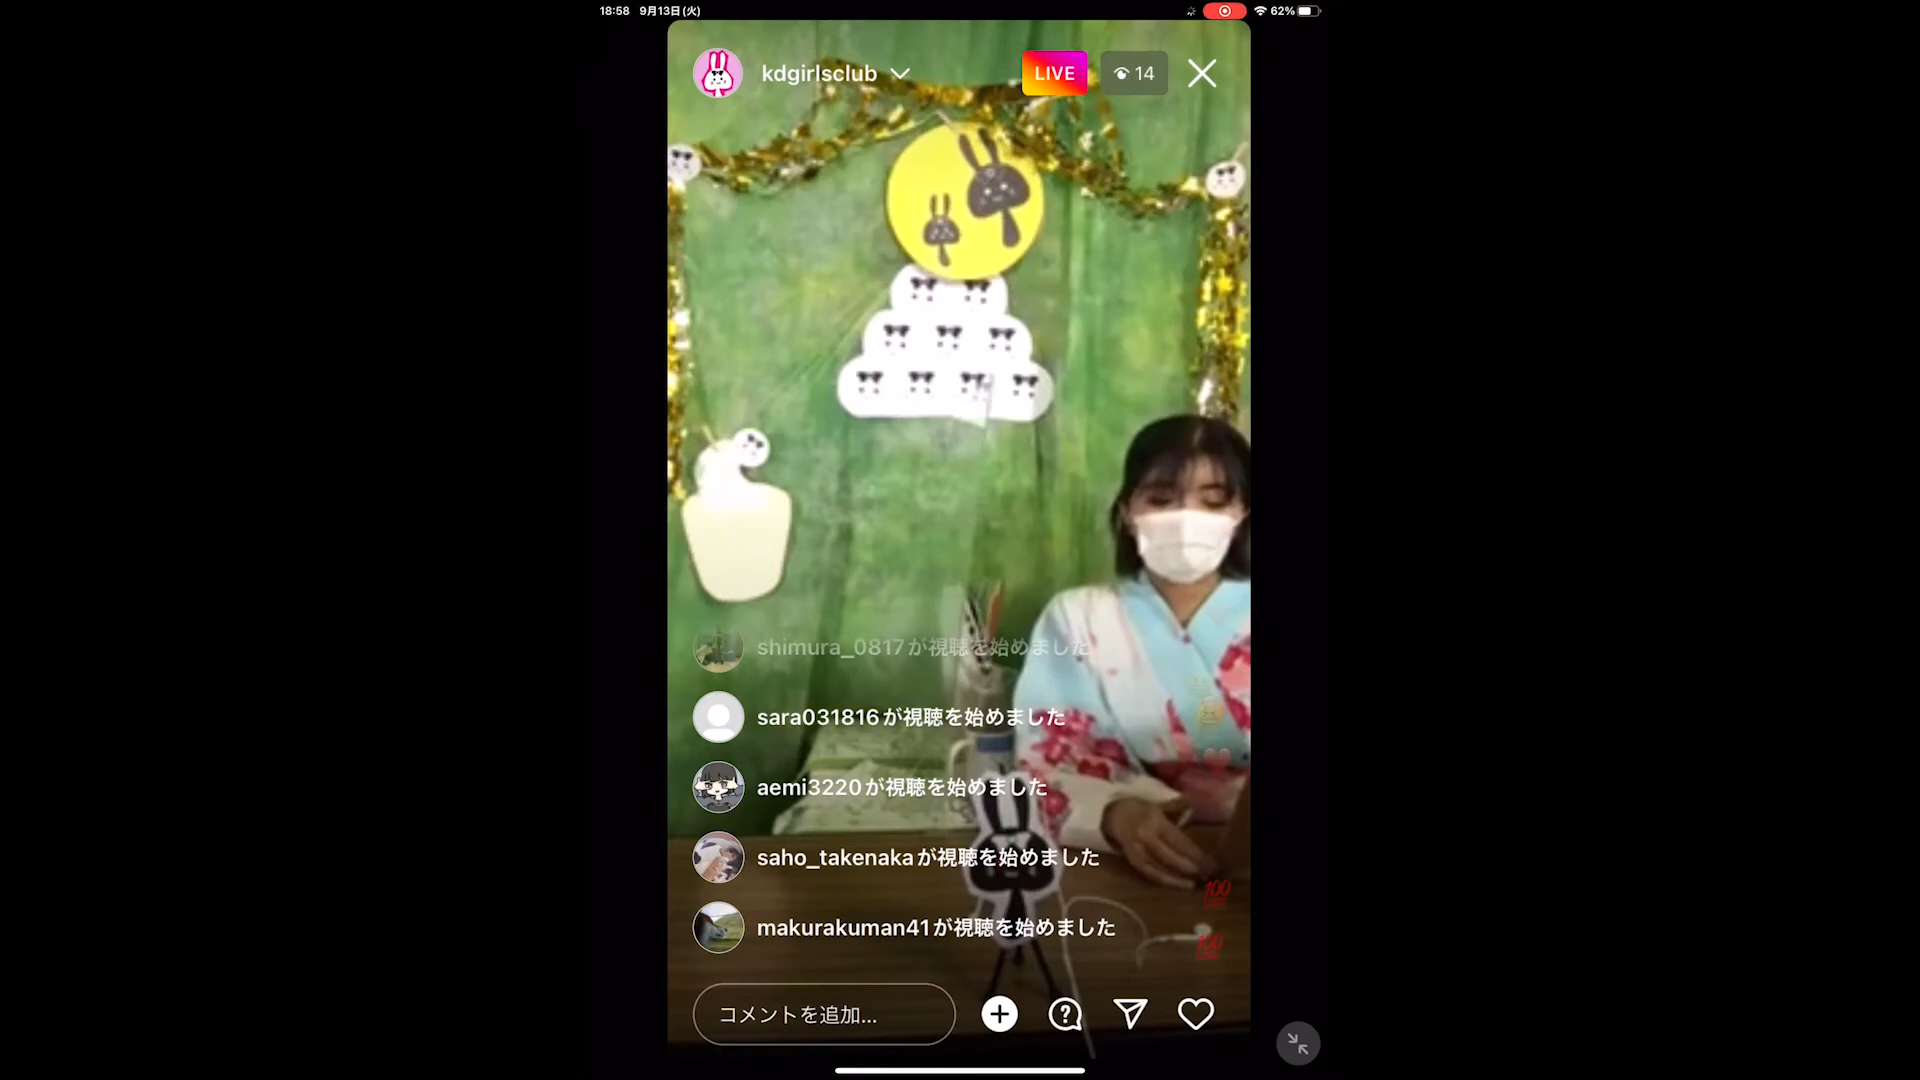 18:58 9月13日(火)
62%
kdgirlsclub
LIVE
14
shimura_0817が視聴を始めました
sara031816が視聴を始めました
aemi3220が視聴を始めました
saho_takenakaが視聴を始めました
makurakuman41が視聴を始めました
100
100
コメントを追加...